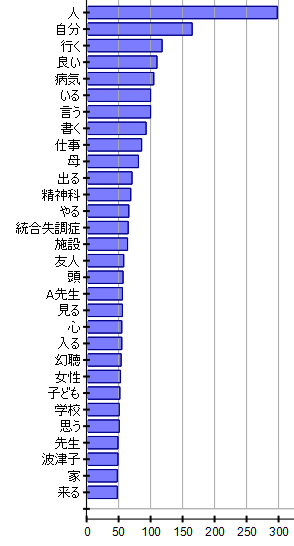 人
自分
行く
良い
病気
いる
言う
書く
仕事
母
出る
精神科
やる
統合失調症
施設
友人
頭
A先生
見る
心
入る
幻聴
女性
子ども
学校
思う
先生
波津子
家
来る
0 50 100 150 200 250 300